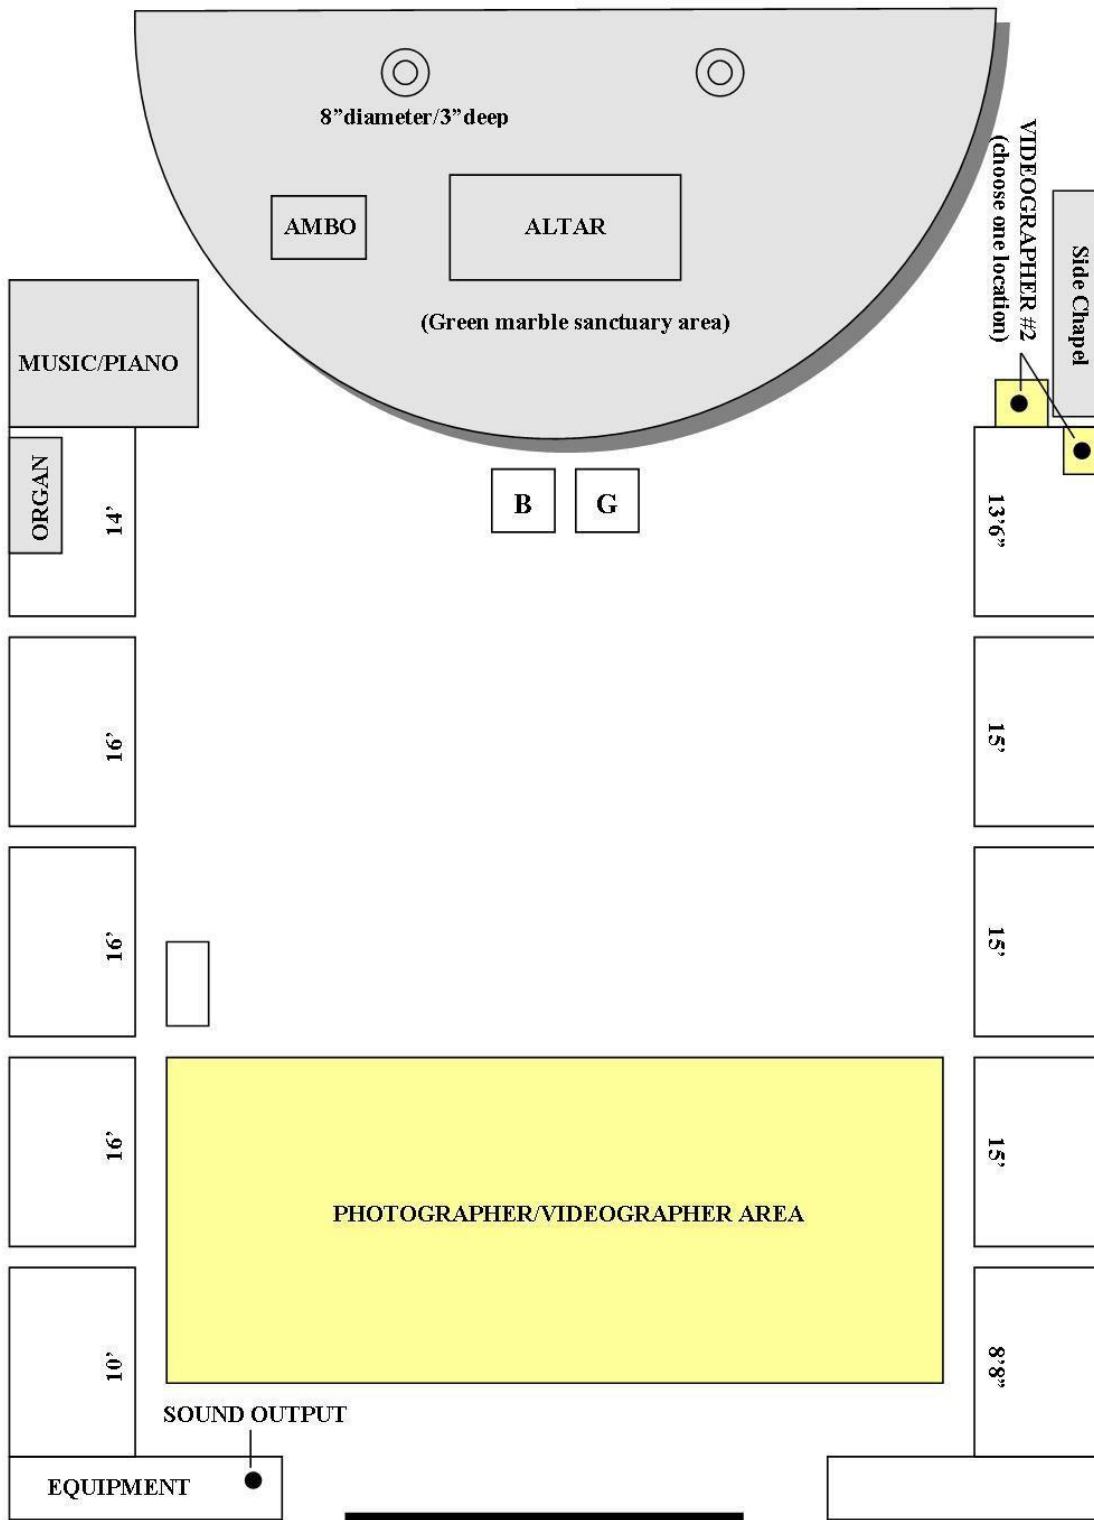 8”diameter/3”deep
VIDEOGRAPHER #2
(choose one location)
Side Chapel
AMBO
ALTAR
(Green marble sanctuary area)
MUSIC/PIANO
ORGAN
14’
B
G
13’6”
16’
15’
16’
15’
16’
15’
PHOTOGRAPHER/VIDEOGRAPHER AREA
10’
8’8”
SOUND OUTPUT
EQUIPMENT